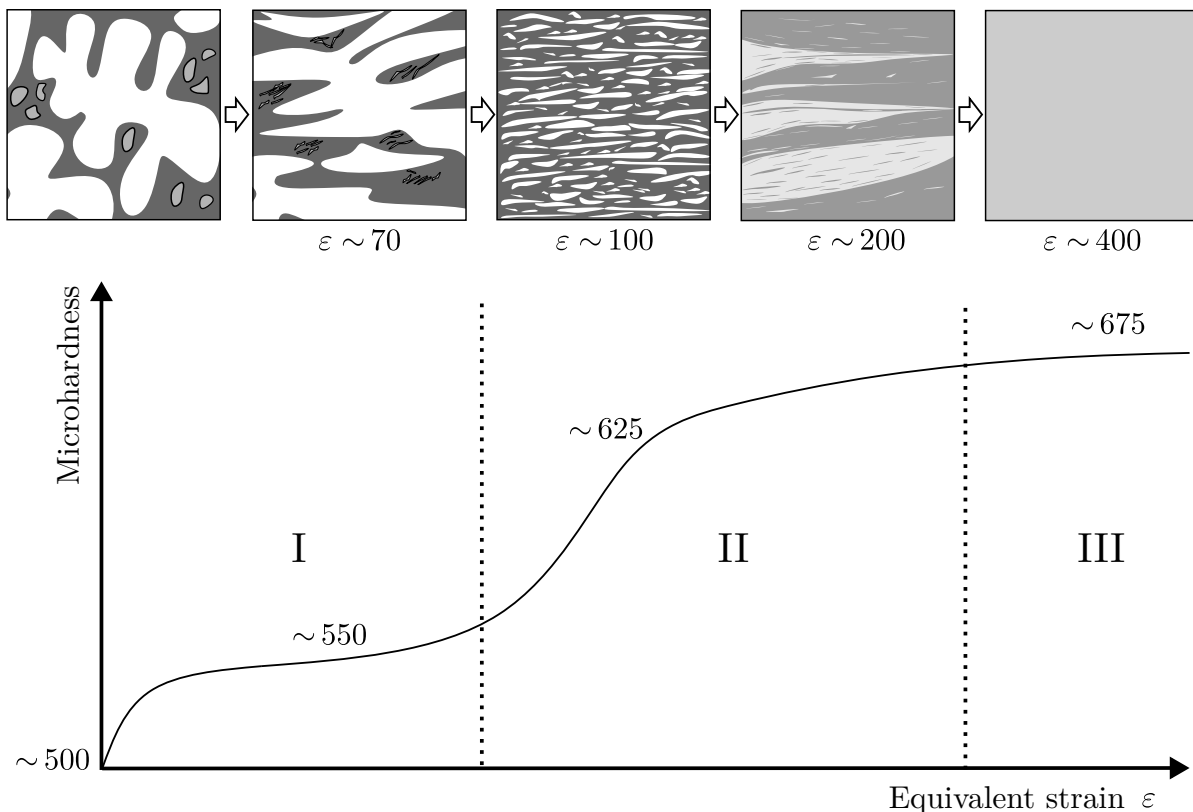 ε ∼ 70
ε ∼ 100
ε ∼ 200
ε ∼ 400
Microhardness
∼ 675
∼ 625
I
II
III
∼ 550
∼ 500
Equivalent strain ε